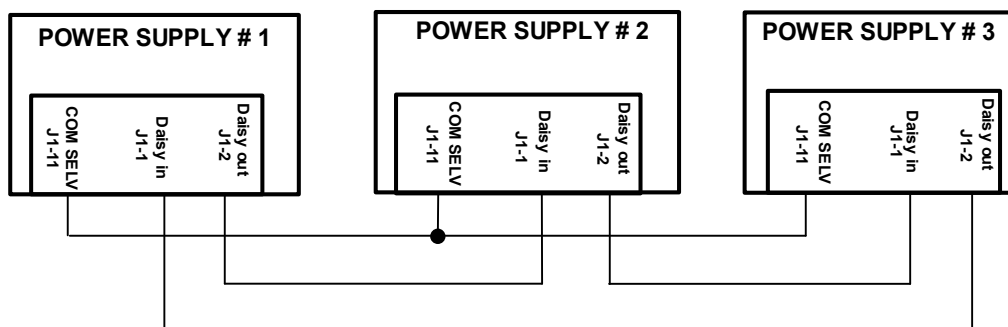 POWER SUPPLY # 1
COM SELV
J1-11
Daisy in
J1-1
Daisy out
J1-2
POWER SUPPLY # 2
COM SELV
J1-11
Daisy in
J1-1
Daisy out
J1-2
POWER SUPPLY # 3
COM SELV
J1-11
Daisy in
J1-1
Daisy out
J1-2